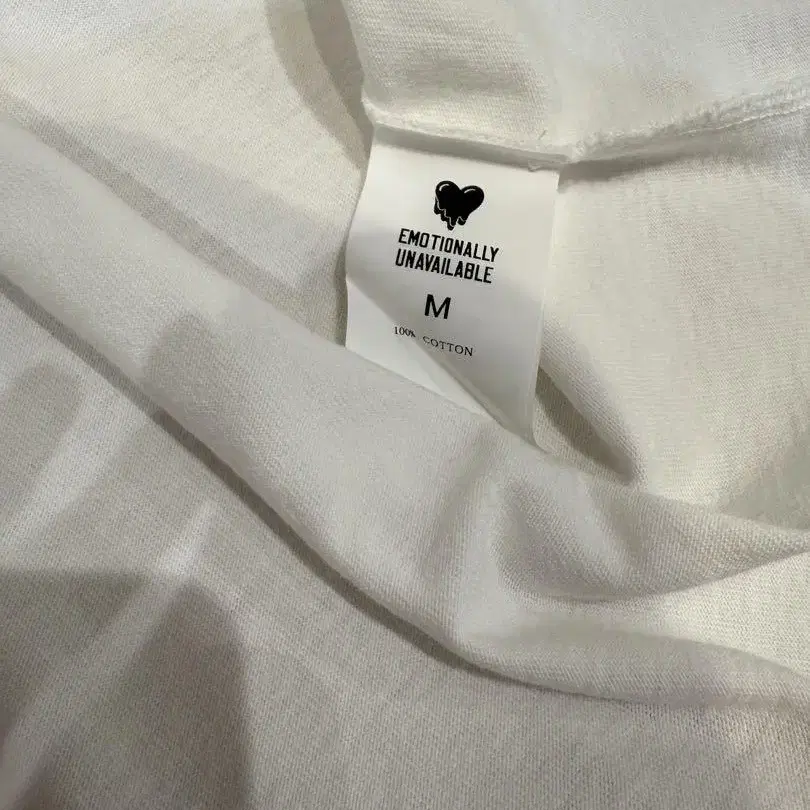 EMOTIONALLY
UNAVAILABLE
M
100% COTTON